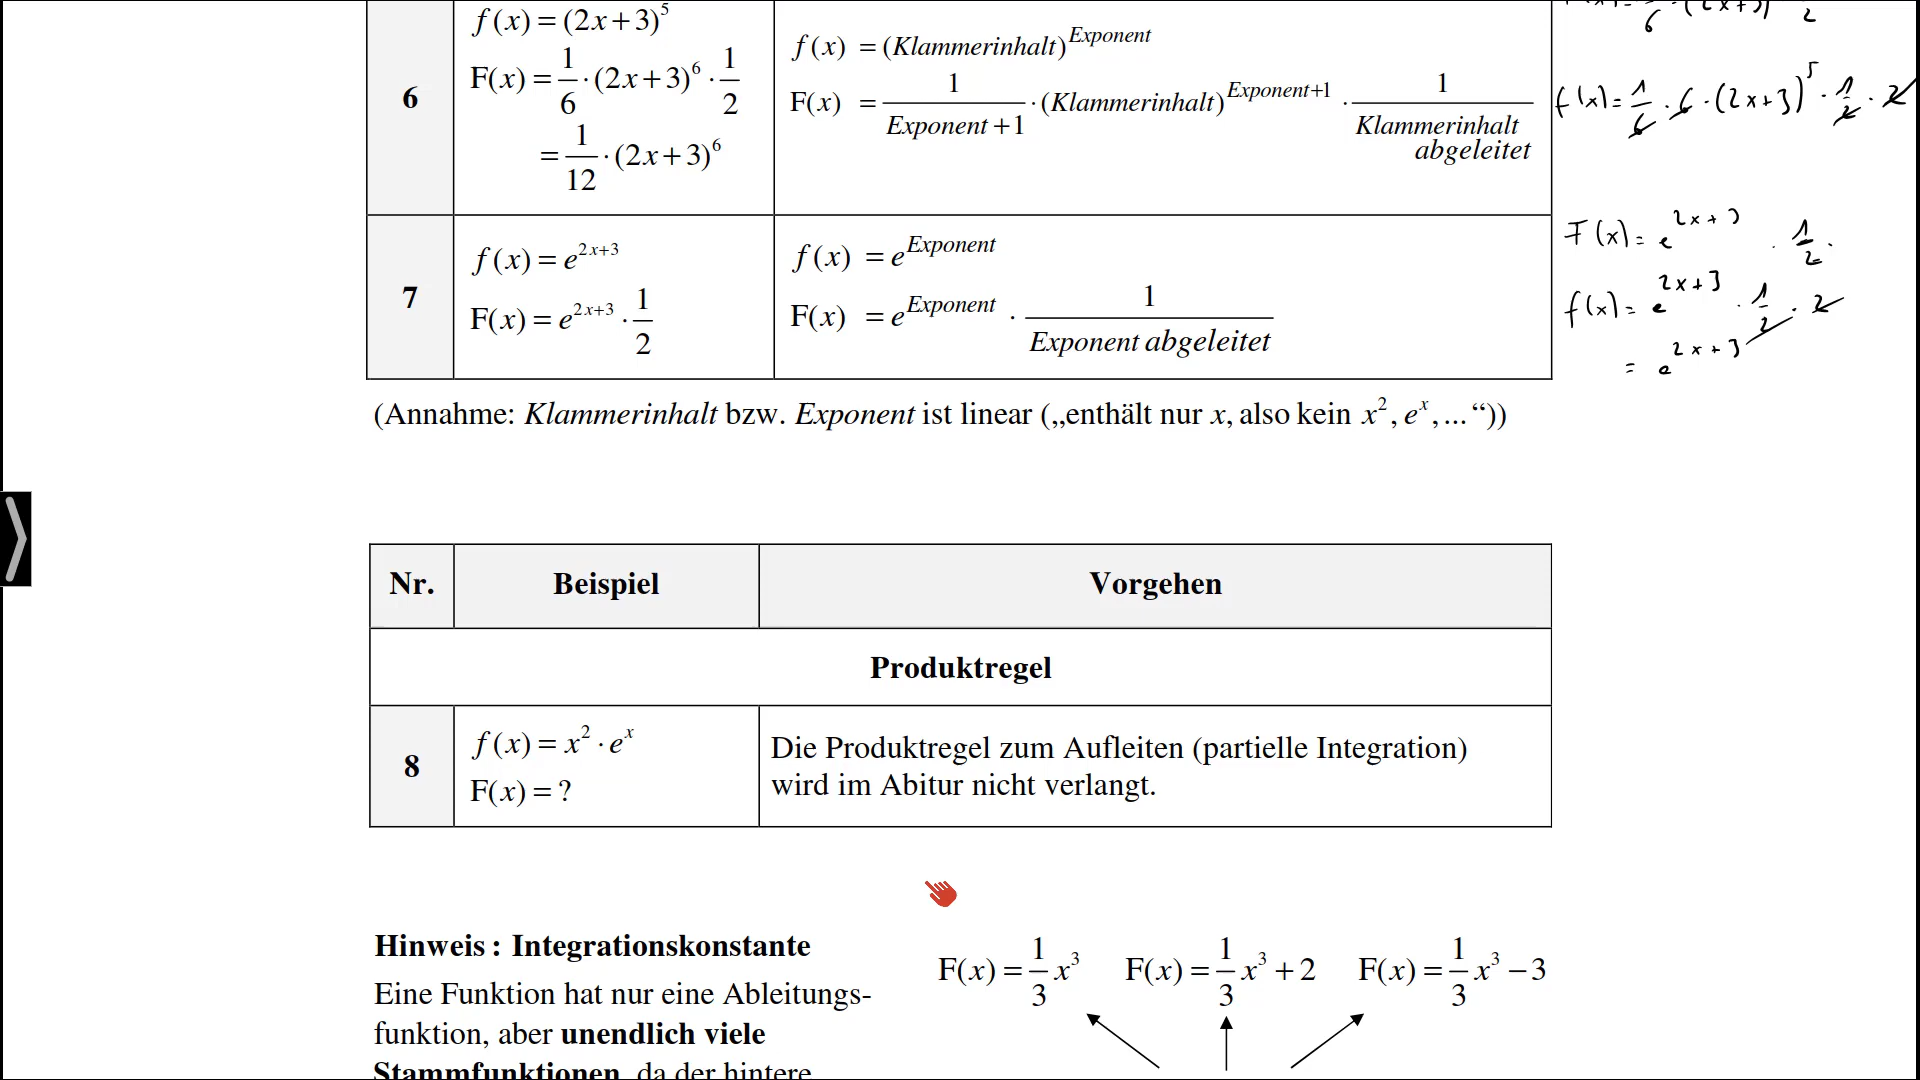 f(x) = (2x+3)^5
F(x) = 1/6 · (2x+3)^6 · 1/2
= 1/12 · (2x+3)^6
6
f(x) = (Klammerinhalt)^Exponent
F(x) = 1/(Exponent+1) · (Klammerinhalt)^(Exponent+1) · 1/(Klammerinhalt abgeleitet)
f(x) = 1/6 · 6 · (2x+3)^5 · 1/2 · 2
7
f(x) = e^(2x+3)
F(x) = e^(2x+3) · 1/2
f(x) = e^Exponent
F(x) = e^Exponent · 1/(Exponent abgeleitet)
F(x) = e^(2x+3) · 1/2 ·
f(x) = e^(2x+3) · 1/2 · 2
= e^(2x+3)
(Annahme: Klammerinhalt bzw. Exponent ist linear („enthält nur x, also kein x^2, e^x, ... “))
Nr. Beispiel Vorgehen
Produktregel
8
f(x) = x^2 · e^x
F(x) = ?
Die Produktregel zum Aufleiten (partielle Integration)
wird im Abitur nicht verlangt.
Hinweis: Integrationskonstante
Eine Funktion hat nur eine Ableitungs-
funktion, aber unendlich viele
Stammfunktionen, da der hintere
F(x) = 1/3 x^3 F(x) = 1/3 x^3 + 2 F(x) = 1/3 x^3 − 3